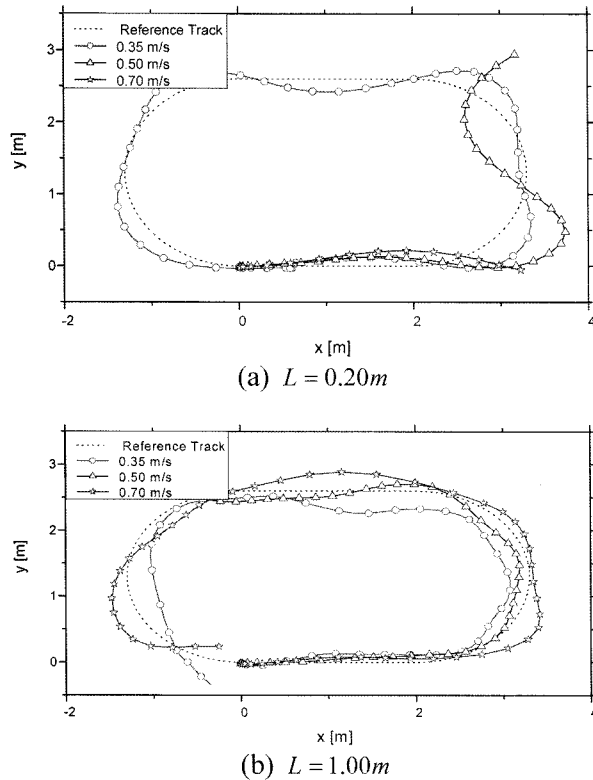 Reference Track
0.35 m/s
0.50 m/s
0.70 m/s
3
2
1
0
y [m]
-2
0
2
4
x [m]
(a) L = 0.20m
Reference Track
0.35 m/s
0.50 m/s
0.70 m/s
3
2
1
0
y [m]
-2
0
2
4
x [m]
(b) L = 1.00m